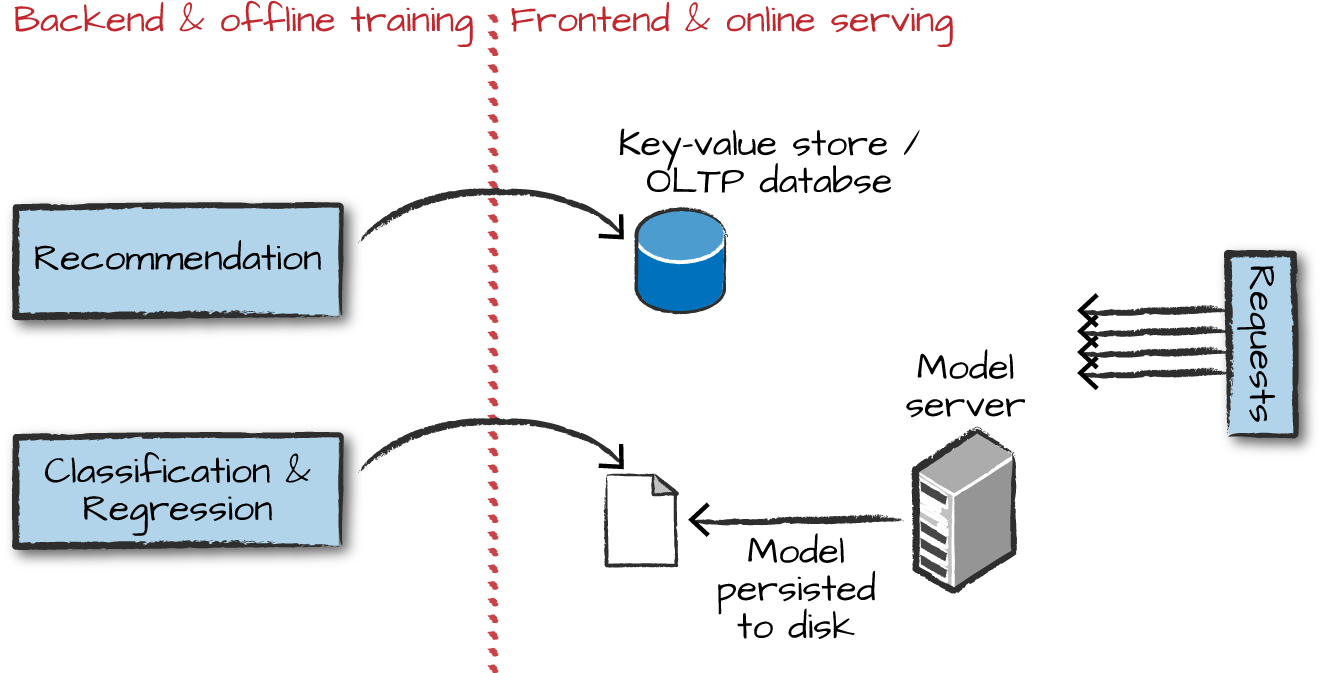 Backend & offline training
Frontend & online serving
Key-value store /
OLTP databse
Recommendation
Requests
Model
server
Classification &
Regression
Model
persisted
to disk